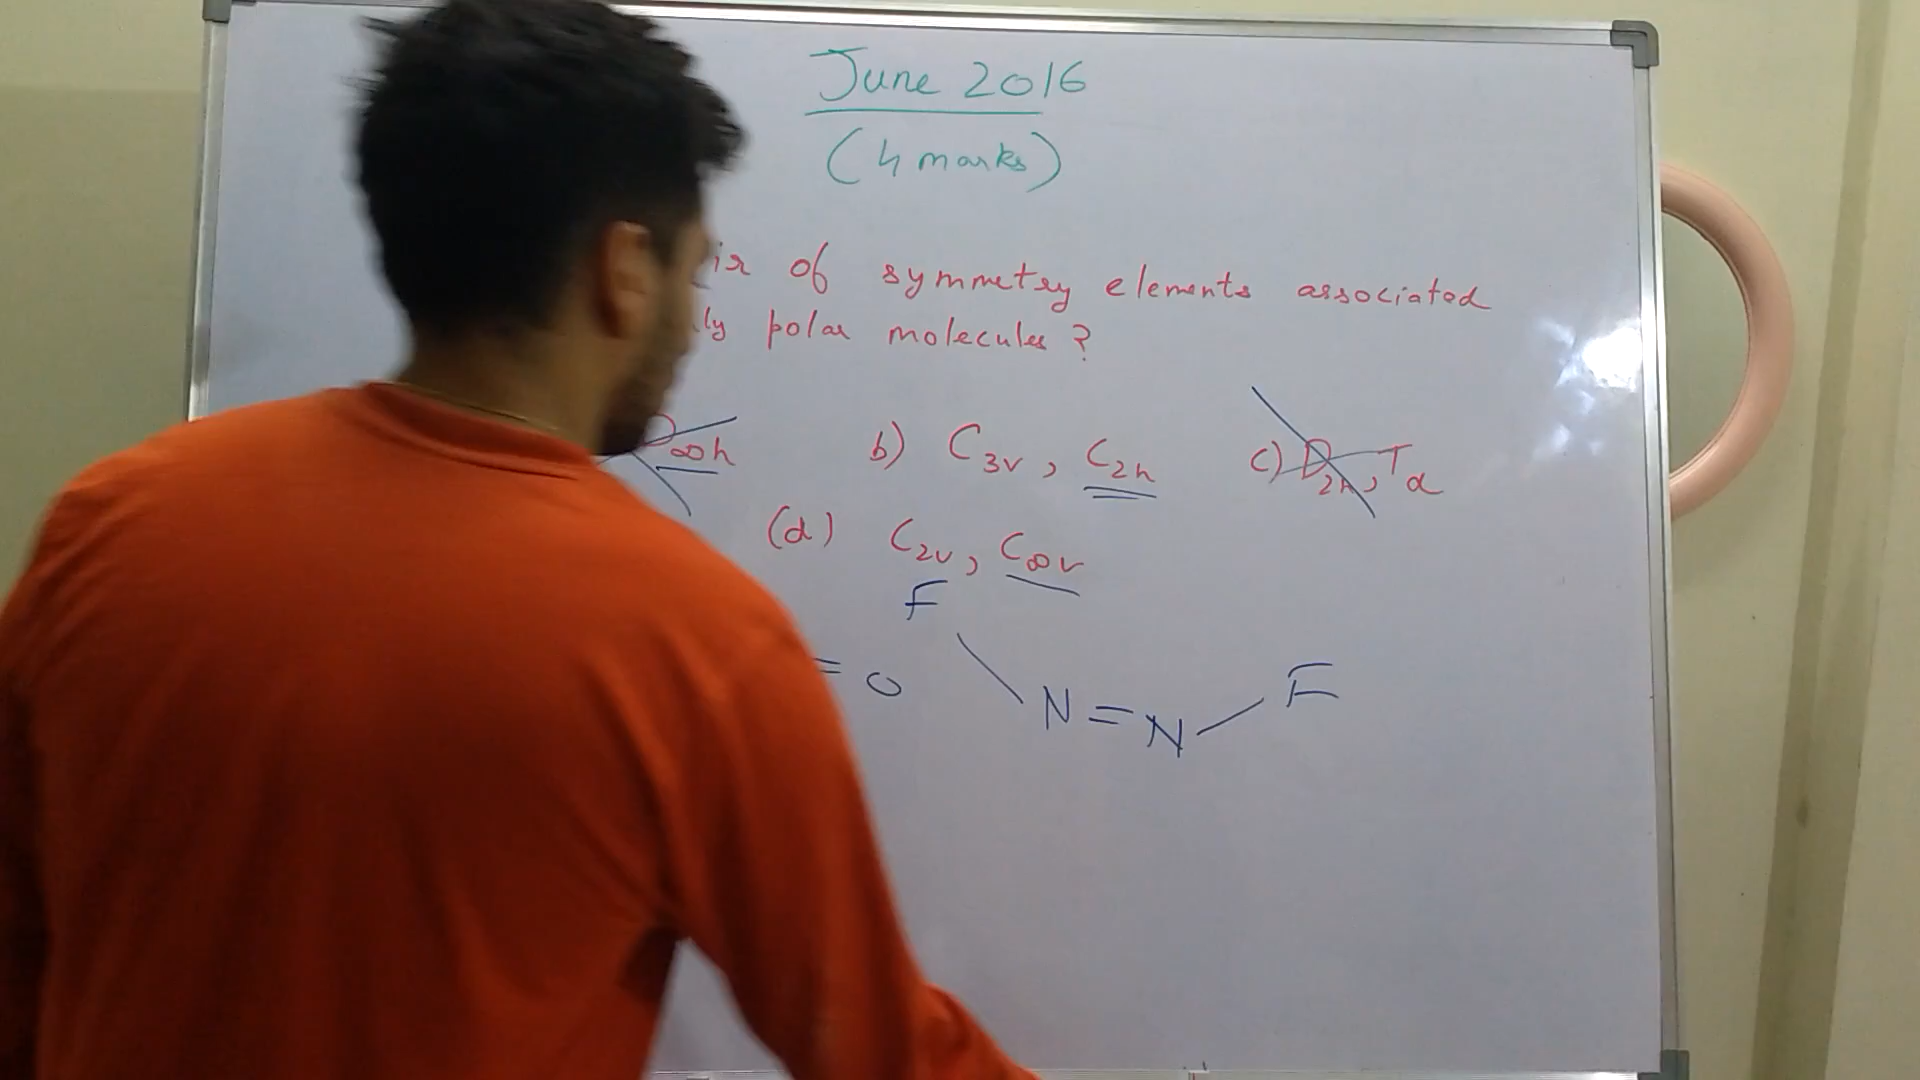 June 2016
(4 marks)
of symmetry elements associated
polar molecules ?
∞h b) C3v, C2h c) D2h, Td
(d) C2v, C∞v
F
= O N = N F